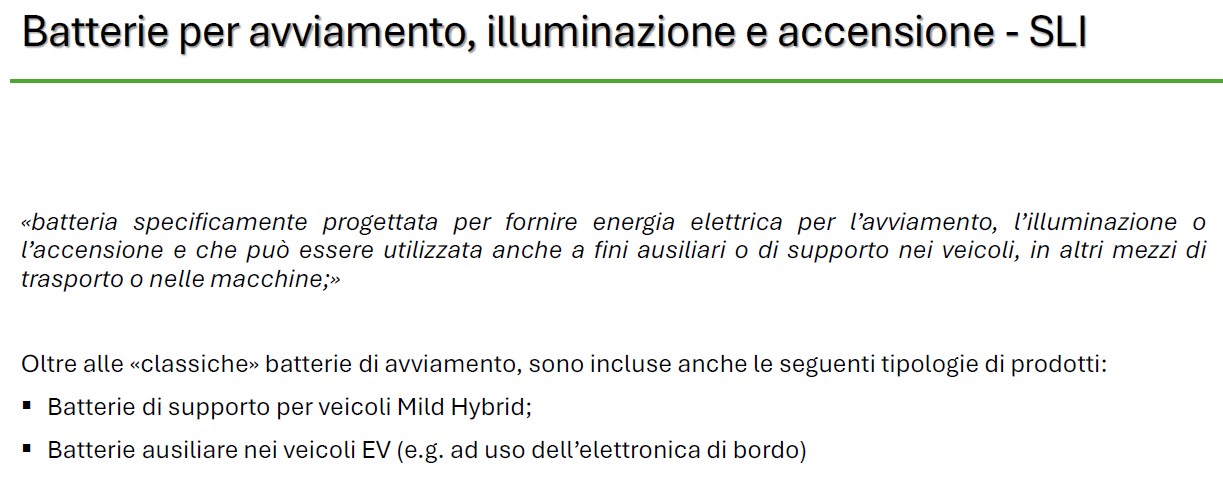 Batterie per avviamento, illuminazione e accensione - SLI
«batteria specificamente progettata per fornire energia elettrica per l’avviamento, l’illuminazione o
l’accensione e che può essere utilizzata anche a fini ausiliari o di supporto nei veicoli, in altri mezzi di
trasporto o nelle macchine;»
Oltre alle «classiche» batterie di avviamento, sono incluse anche le seguenti tipologie di prodotti:
▪ Batterie di supporto per veicoli Mild Hybrid;
▪ Batterie ausiliare nei veicoli EV (e.g. ad uso dell’elettronica di bordo)